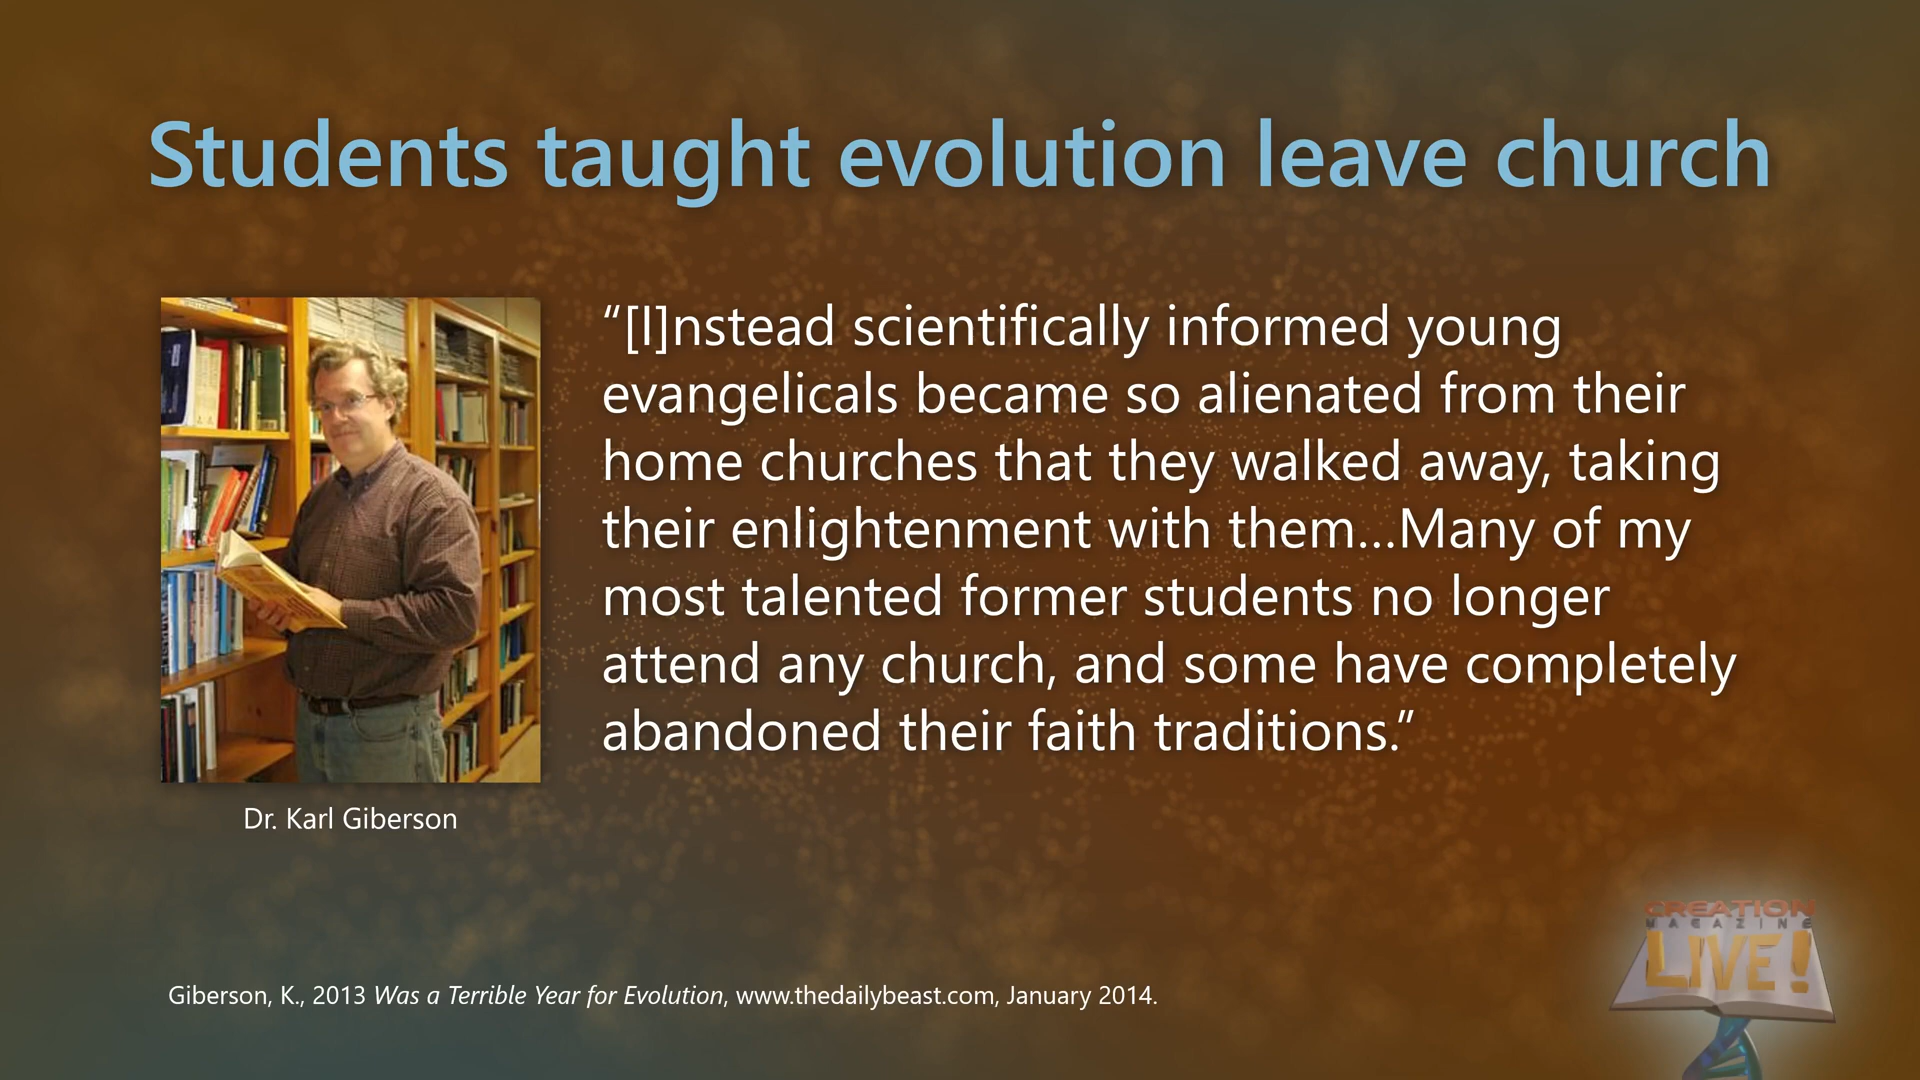 Students taught evolution leave church
“[I]nstead scientifically informed young
evangelicals became so alienated from their
home churches that they walked away, taking
their enlightenment with them...Many of my
most talented former students no longer
attend any church, and some have completely
abandoned their faith traditions.”
Dr. Karl Giberson
Giberson, K., 2013 Was a Terrible Year for Evolution, www.thedailybeast.com, January 2014.
CREATION
MAGAZINE
LIVE!